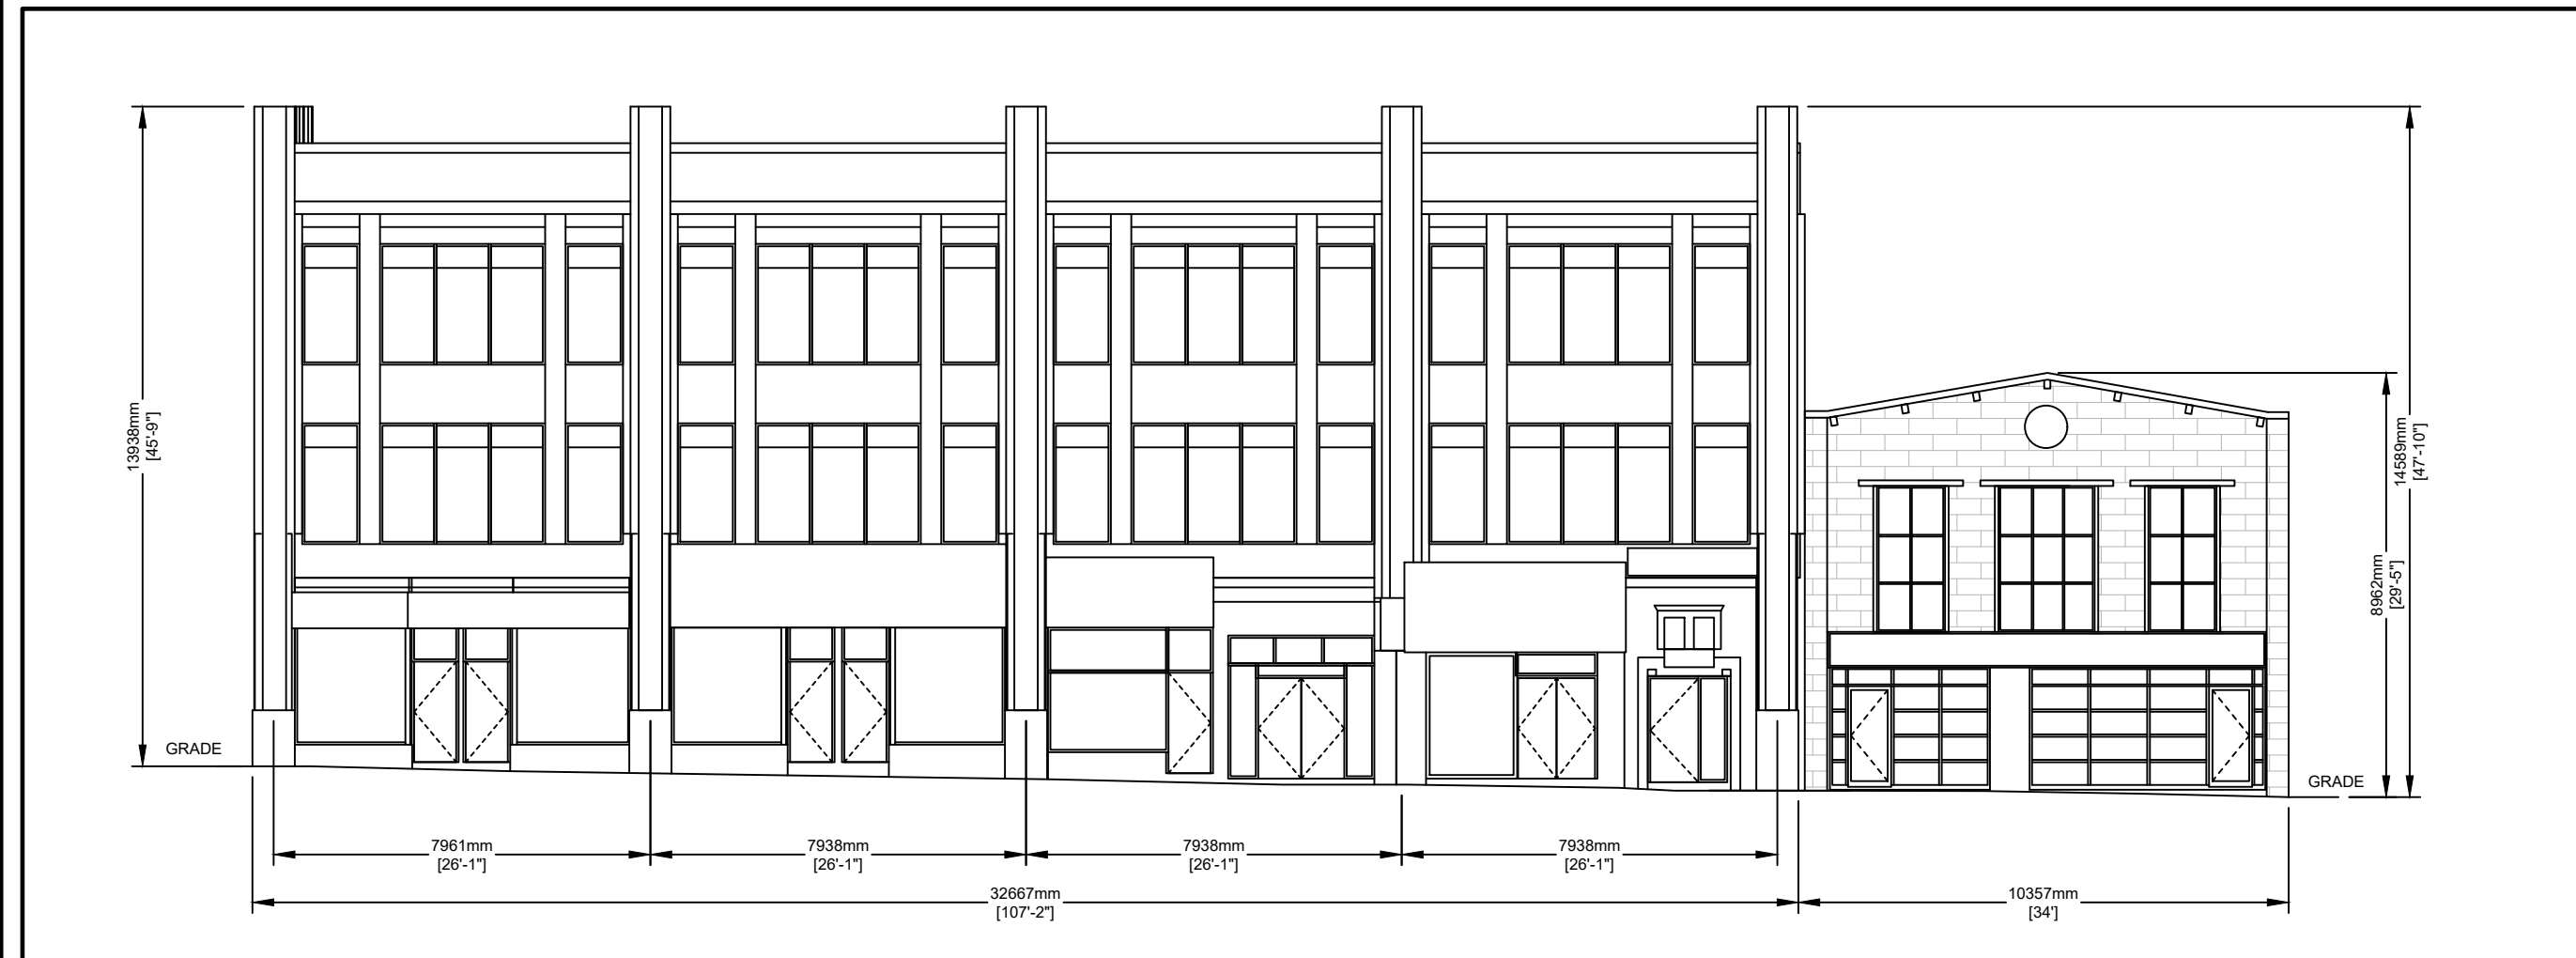 13938mm
[45'-9"]
14589mm
[47'-10"]
8962mm
[29'-5"]
GRADE
GRADE
7961mm
[26'-1"]
7938mm
[26'-1"]
7938mm
[26'-1"]
7938mm
[26'-1"]
32667mm
[107'-2"]
10357mm
[34']